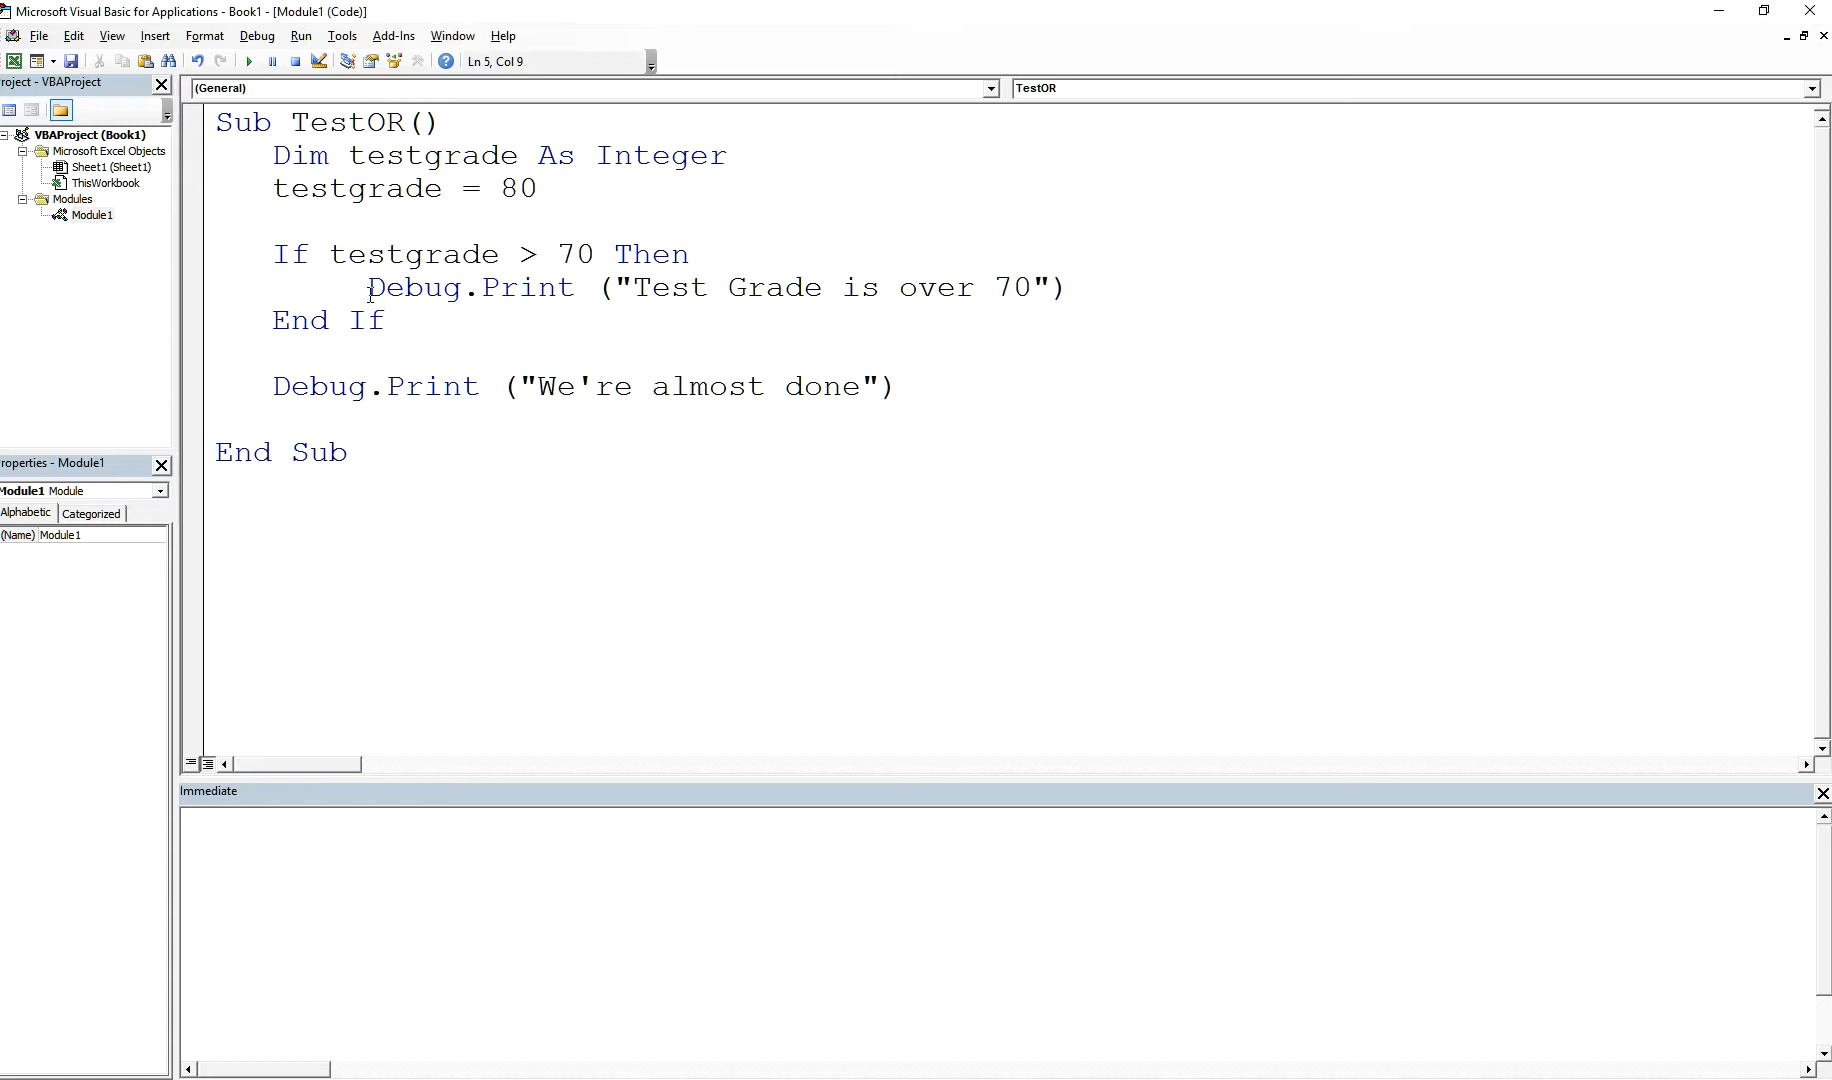 Microsoft Visual Basic for Applications - Book1 - [Module1 (Code)]
File Edit View Insert Format Debug Run Tools Add-Ins Window Help
Ln 5, Col 9
roject - VBAProject
(General)
TestOR
VBAProject (Book1)
Microsoft Excel Objects
Sheet1 (Sheet1)
ThisWorkbook
Modules
Module1
Sub TestOR()
Dim testgrade As Integer
testgrade = 80
If testgrade > 70 Then
Debug.Print ("Test Grade is over 70")
End If
Debug.Print ("We're almost done")
End Sub
roperties - Module1
Module1 Module
Alphabetic Categorized
(Name) Module1
Immediate